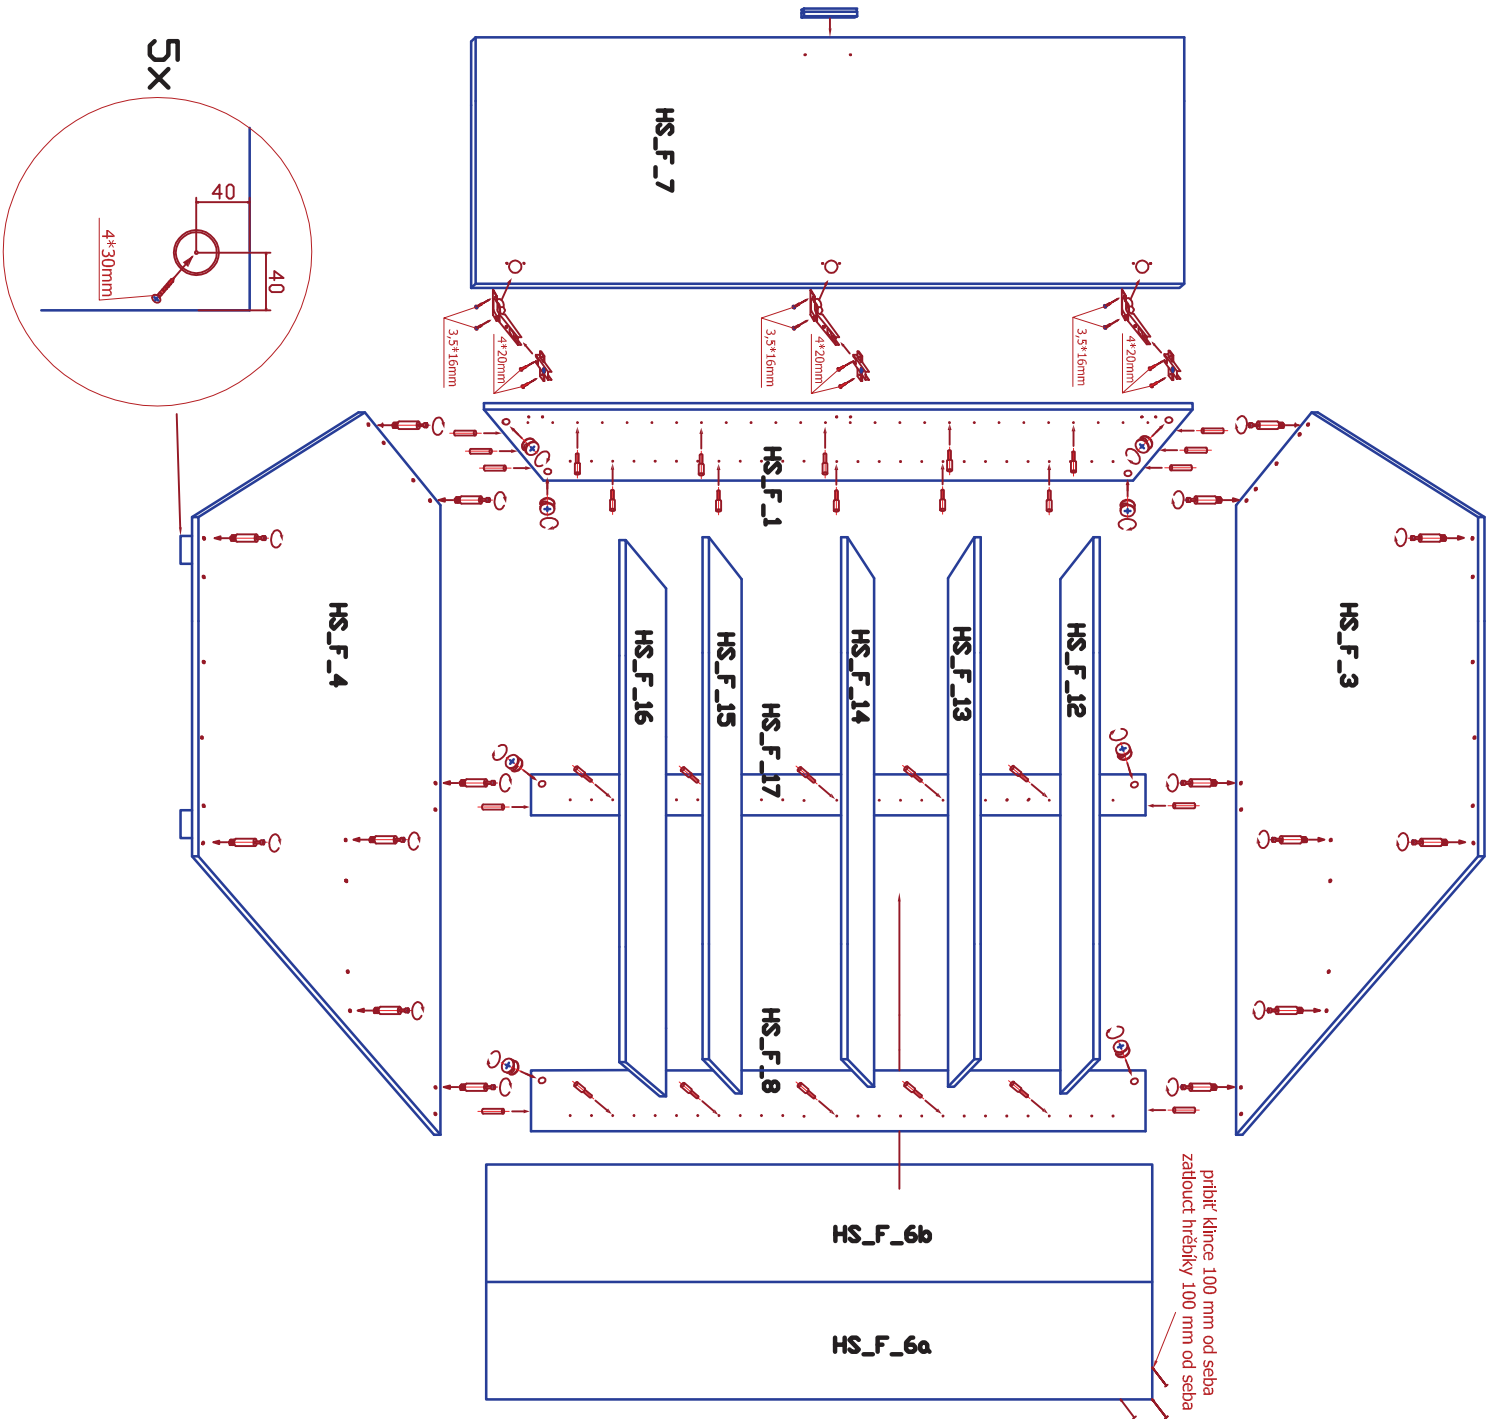 5x
40
40
4*30mm
HS_F_7
3,5*16mm
4*20mm
3,5*16mm
4*20mm
3,5*16mm
4*20mm
HS_F_1
HS_F_4
HS_F_3
HS_F_16
HS_F_15
HS_F_14
HS_F_13
HS_F_12
HS_F_17
HS_F_8
HS_F_6b
HS_F_6a
pribiť klince 100 mm od seba
zatlouct hrěbíky 100 mm od seba